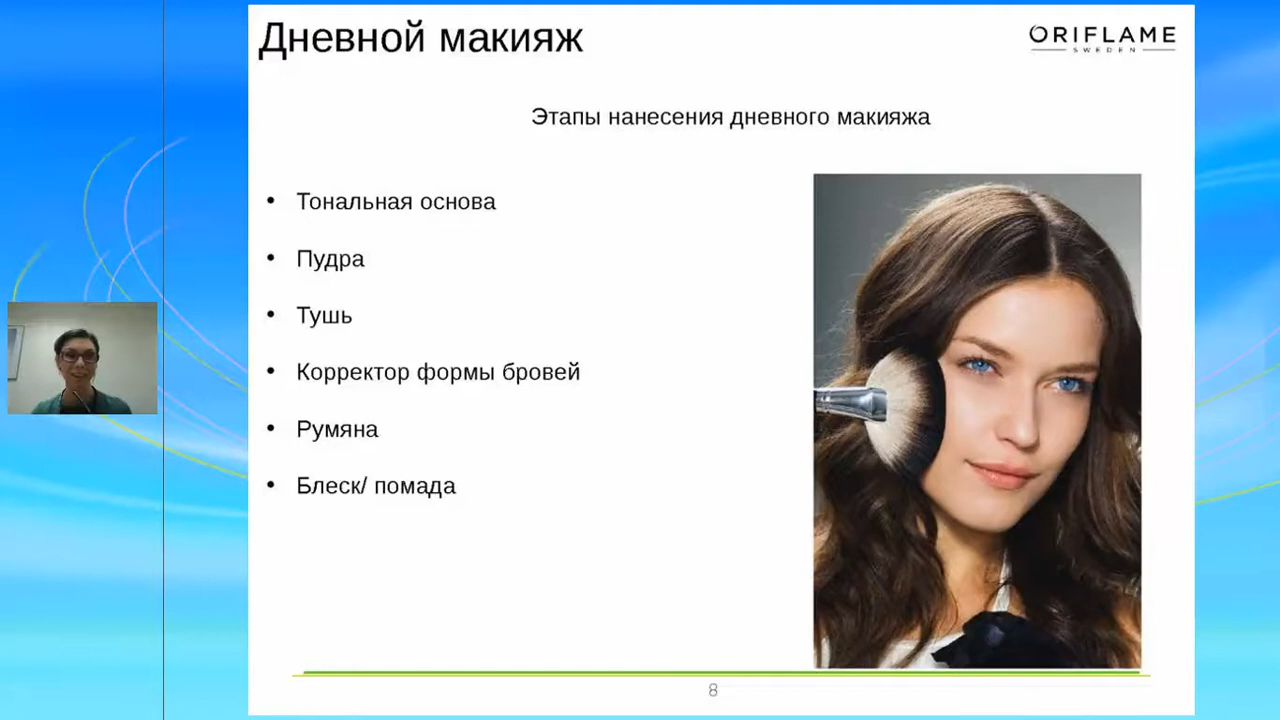 Дневной макияж
ORIFLAME
SWEDEN
Этапы нанесения дневного макияжа
• Тональная основа
• Пудра
• Тушь
• Корректор формы бровей
• Румяна
• Блеск/ помада
8